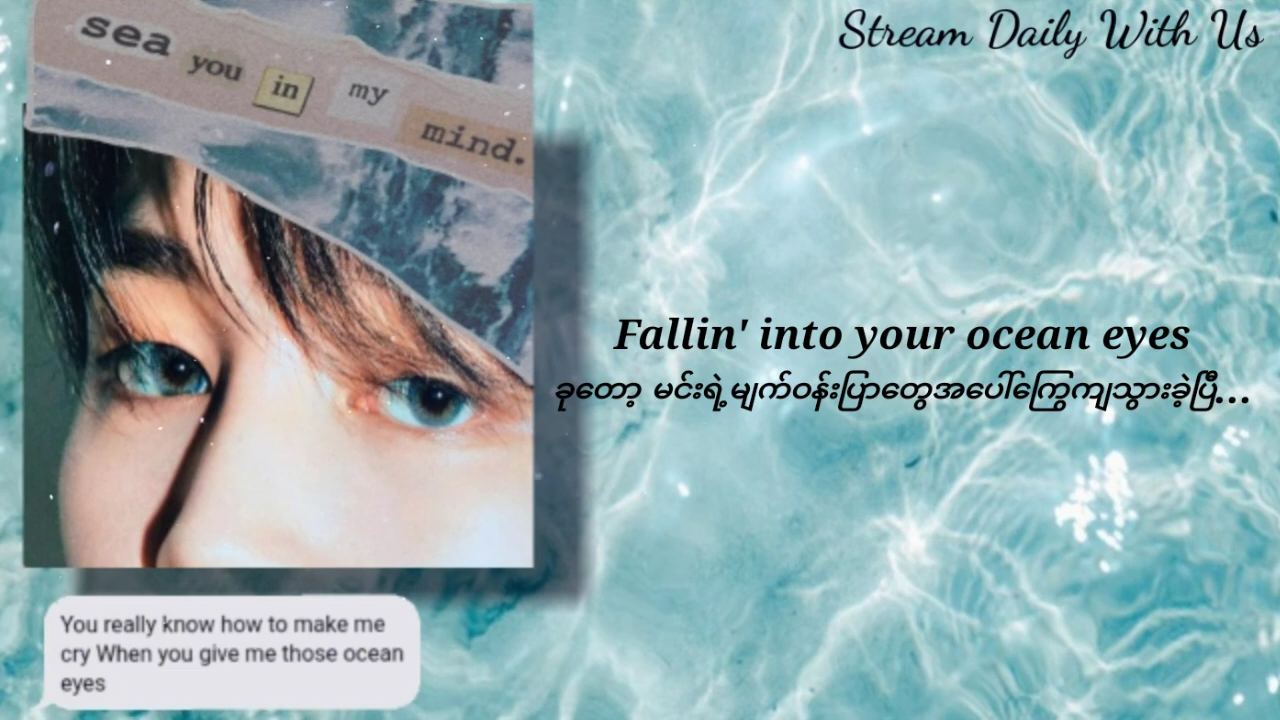 Stream Daily With Us
sea you in my mind.
Fallin' into your ocean eyes
ခုတော့ မင်းရဲ့မျက်ဝန်းပြာတွေအပေါ်ကြွေကျသွားခဲ့ပြီ...
You really know how to make me
cry When you give me those ocean
eyes